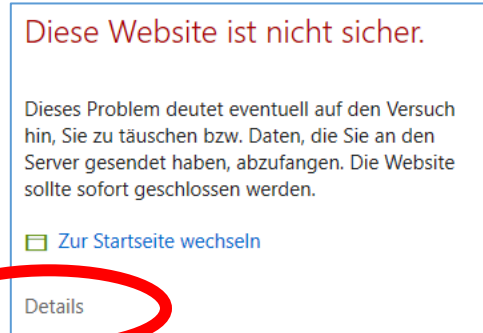 Diese Website ist nicht sicher.
Dieses Problem deutet eventuell auf den Versuch
hin, Sie zu täuschen bzw. Daten, die Sie an den
Server gesendet haben, abzufangen. Die Website
sollte sofort geschlossen werden.
Zur Startseite wechseln
Details